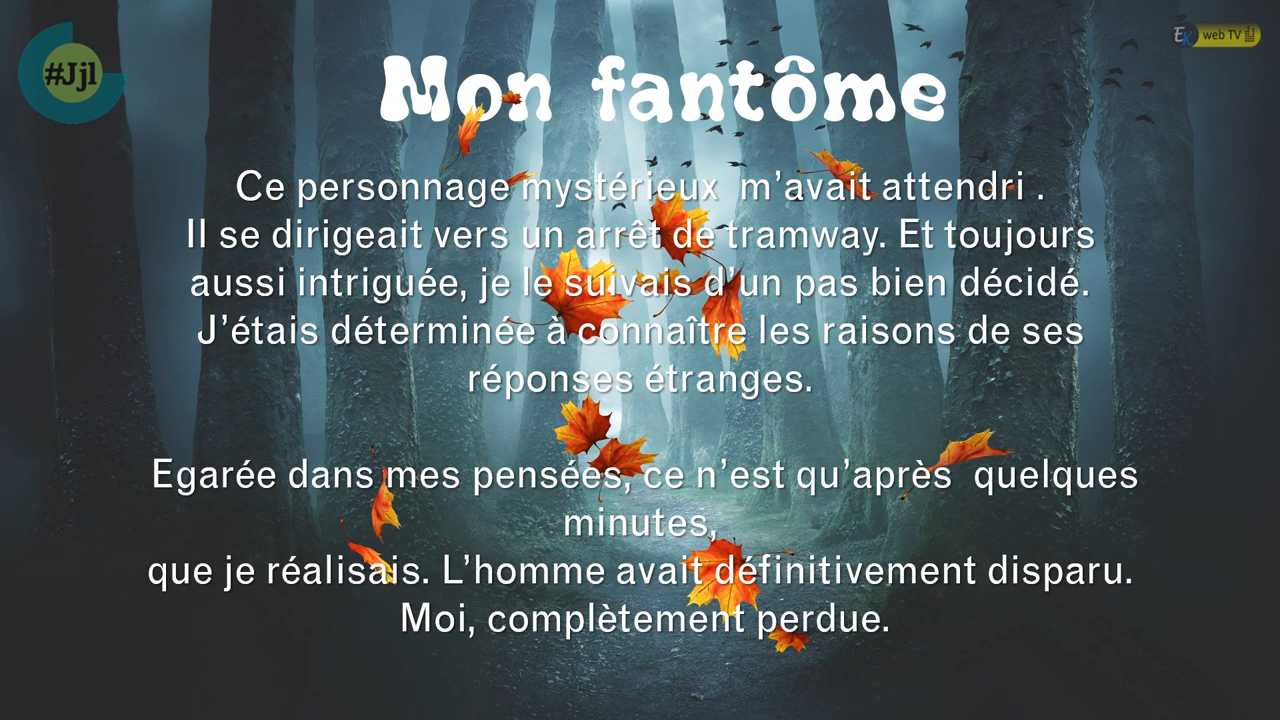 #Jjl
EK web TV
Mon fantôme
Ce personnage mystérieux m’avait attendri .
Il se dirigeait vers un arrêt de tramway. Et toujours
aussi intriguée, je le suivais d’un pas bien décidé.
J’étais déterminée à connaître les raisons de ses
réponses étranges.
Egarée dans mes pensées, ce n’est qu’après quelques
minutes,
que je réalisais. L’homme avait définitivement disparu.
Moi, complètement perdue.